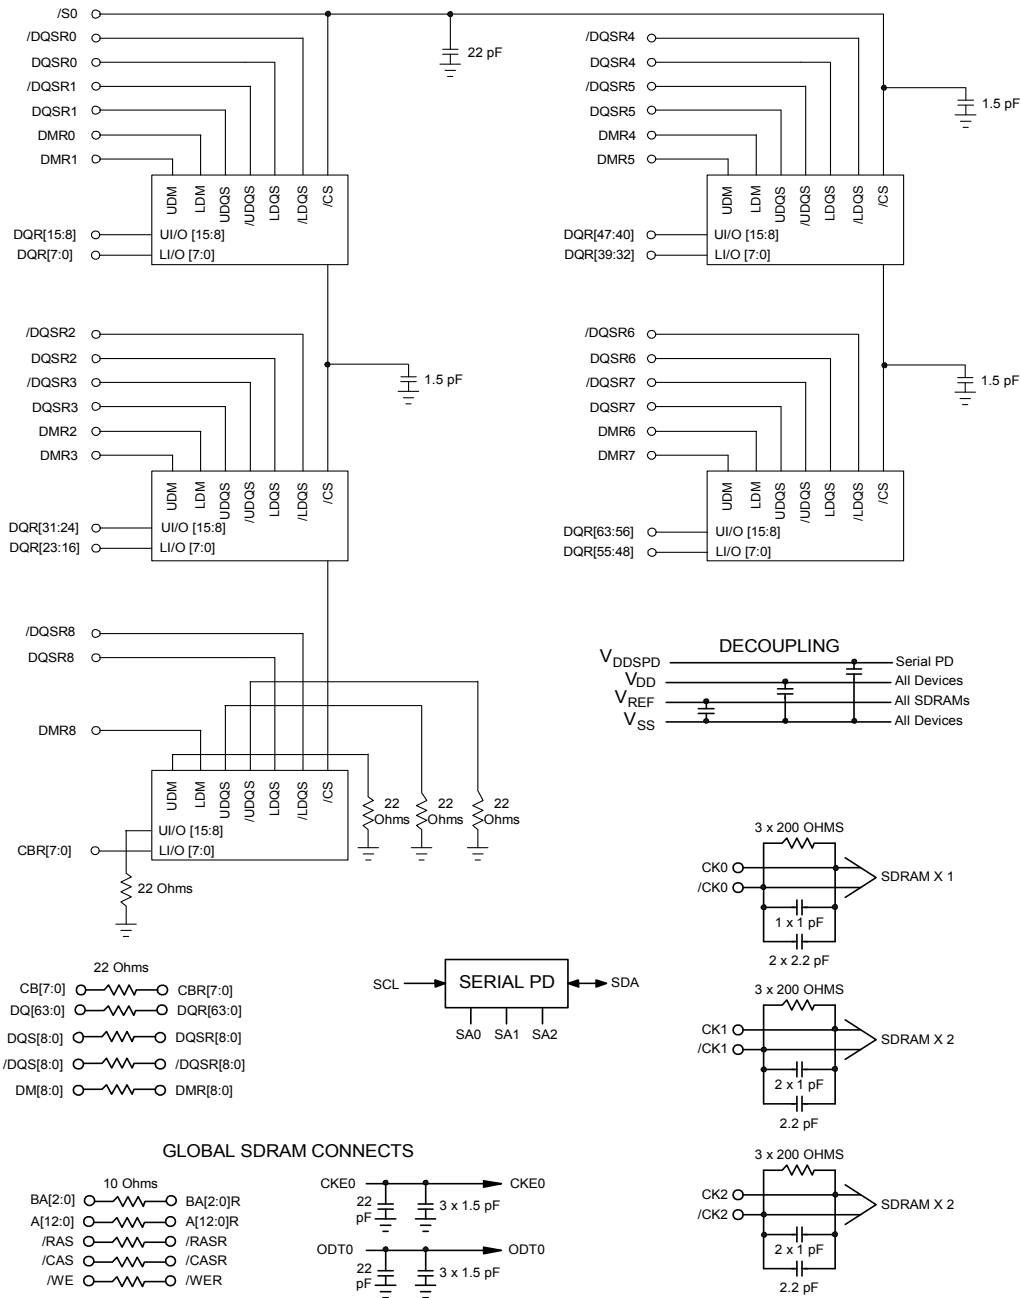 /S0
/DQSR0
DQSR0
/DQSR1
DQSR1
DMR0
DMR1
22 pF
UDM
LDM
UDQS
/UDQS
LDQS
/LDQS
/CS
DQR[15:8]
UI/O [15:8]
DQR[7:0]
LI/O [7:0]
/DQSR4
DQSR4
/DQSR5
DQSR5
DMR4
DMR5
1.5 pF
UDM
LDM
UDQS
/UDQS
LDQS
/LDQS
/CS
DQR[47:40]
UI/O [15:8]
DQR[39:32]
LI/O [7:0]
/DQSR2
DQSR2
/DQSR3
DQSR3
DMR2
DMR3
1.5 pF
UDM
LDM
UDQS
/UDQS
LDQS
/LDQS
/CS
DQR[31:24]
UI/O [15:8]
DQR[23:16]
LI/O [7:0]
/DQSR6
DQSR6
/DQSR7
DQSR7
DMR6
DMR7
1.5 pF
UDM
LDM
UDQS
/UDQS
LDQS
/LDQS
/CS
DQR[63:56]
UI/O [15:8]
DQR[55:48]
LI/O [7:0]
/DQSR8
DQSR8
DMR8
UDM
LDM
UDQS
/UDQS
LDQS
/LDQS
/CS
UI/O [15:8]
CBR[7:0]
LI/O [7:0]
22 Ohms
22 Ohms
22 Ohms
22 Ohms
DECOUPLING
VDDSPD
Serial PD
VDD
All Devices
VREF
All SDRAMs
VSS
All Devices
3 x 200 OHMS
CK0
/CK0
SDRAM X 1
1 x 1 pF
2 x 2.2 pF
22 Ohms
CB[7:0]
CBR[7:0]
DQ[63:0]
DQR[63:0]
DQS[8:0]
DQSR[8:0]
/DQS[8:0]
/DQSR[8:0]
DM[8:0]
DMR[8:0]
SCL
SERIAL PD
SDA
SA0
SA1
SA2
3 x 200 OHMS
CK1
/CK1
SDRAM X 2
2 x 1 pF
2.2 pF
GLOBAL SDRAM CONNECTS
10 Ohms
BA[2:0]
BA[2:0]R
A[12:0]
A[12:0]R
/RAS
/RASR
/CAS
/CASR
/WE
/WER
CKE0
CKE0
22 pF
3 x 1.5 pF
ODT0
ODT0
22 pF
3 x 1.5 pF
3 x 200 OHMS
CK2
/CK2
SDRAM X 2
2 x 1 pF
2.2 pF